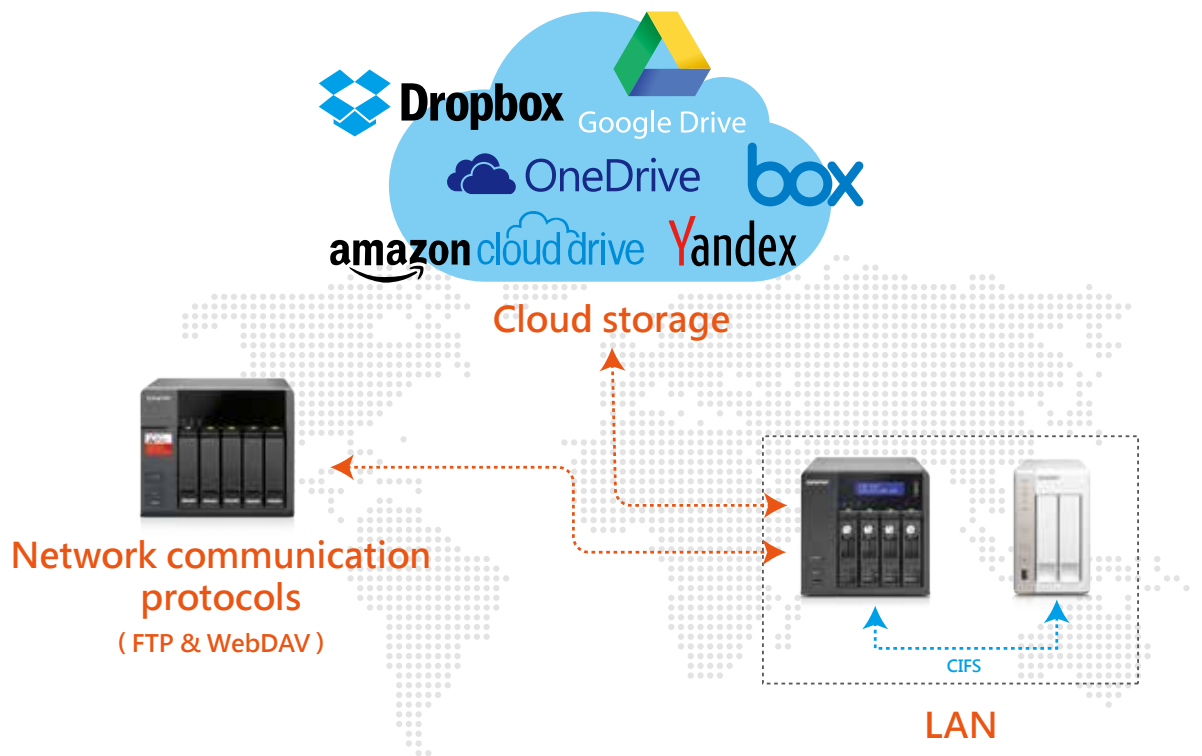 Dropbox
Google Drive
OneDrive
box
amazon cloud drive
Yandex
Cloud storage
Network communication
protocols
( FTP & WebDAV )
CIFS
LAN